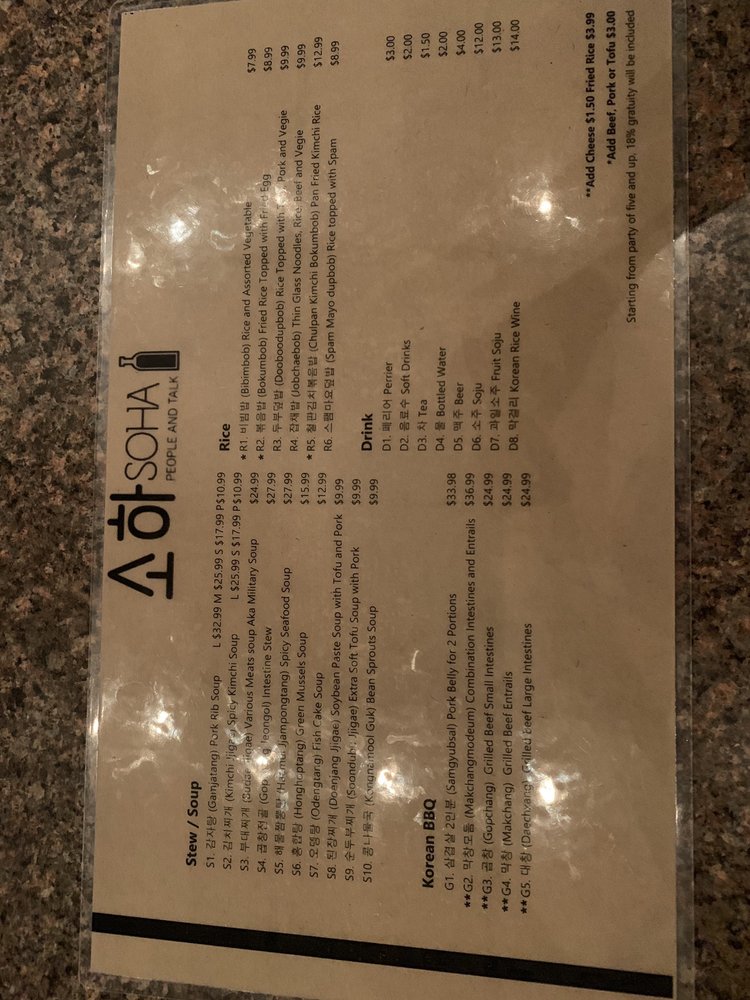 소하 SOHA
PEOPLE AND TALK
Stew / Soup
S1. 감자탕 (Gamjatang) Pork Rib Soup L $32.99 M $25.99 S $17.99 P$10.99
S2. 김치찌개 (Kimchi Jjigae) Spicy Kimchi Soup L $25.99 S $17.99 P$10.99
S3. 부대찌개 Various Meats soup Aka Military Soup $24.99
S4. 곱창전골 Jeongol) Intestine Stew $27.99
S5. 해물짬뽕탕 Jjampongtang) Spicy Seafood Soup $27.99
S6. 홍합탕 (Honghaptang) Green Mussels Soup $15.99
S7. 오뎅탕 (Odengtang) Fish Cake Soup $12.99
S8. 된장찌개 (Doenjang Jjigae) Soybean Paste Soup with Tofu and Pork $9.99
S9. 순두부찌개 (Soondubu Jjigae) Extra Soft Tofu Soup with Pork $9.99
S10. 콩나물국 (Kongnamool Guk) Bean Sprouts Soup $9.99
Korean BBQ
G1. 삼겹살 2인분 (Samgyubsal) Pork Belly for 2 Portions $33.98
**G2. 막창모듬 (Makchangmodeum) Combination Intestines and Entrails $36.99
**G3. 곱창 (Gopchang) Grilled Beef Small Intestines $24.99
**G4. 막창 (Makchang) Grilled Beef Entrails $24.99
**G5. 대창 (Daechyang) Grilled Beef Large Intestines $24.99
Rice
* R1. 비빔밥 (Bibimbob) Rice and Assorted Vegetable $7.99
* R2. 볶음밥 (Bokumbob) Fried Rice Topped with Fried Egg $8.99
R3. 두부덮밥 (Dooboodupbob) Rice Topped with Pork and Vegie $9.99
R4. 잡채밥 (Jobchaebob) Thin Glass Noodles, Rice, Beef and Vegie $9.99
* R5. 철판김치볶음밥 (Chulpan Kimchi Bokumbob) Pan Fried Kimchi Rice $12.99
R6. 스팸마요덮밥 (Spam Mayo dupbob) Rice topped with Spam $8.99
Drink
D1. 페리어 Perrier $3.00
D2. 음료수 Soft Drinks $2.00
D3. 차 Tea $1.50
D4. 물 Bottled Water $2.00
D5. 맥주 Beer $4.00
D6. 소주 Soju $12.00
D7. 과일소주 Fruit Soju $13.00
D8. 막걸리 Korean Rice Wine $14.00
**Add Cheese $1.50 Fried Rice $3.99
*Add Beef, Pork or Tofu $3.00
Starting from party of five and up, 18% gratuity will be included